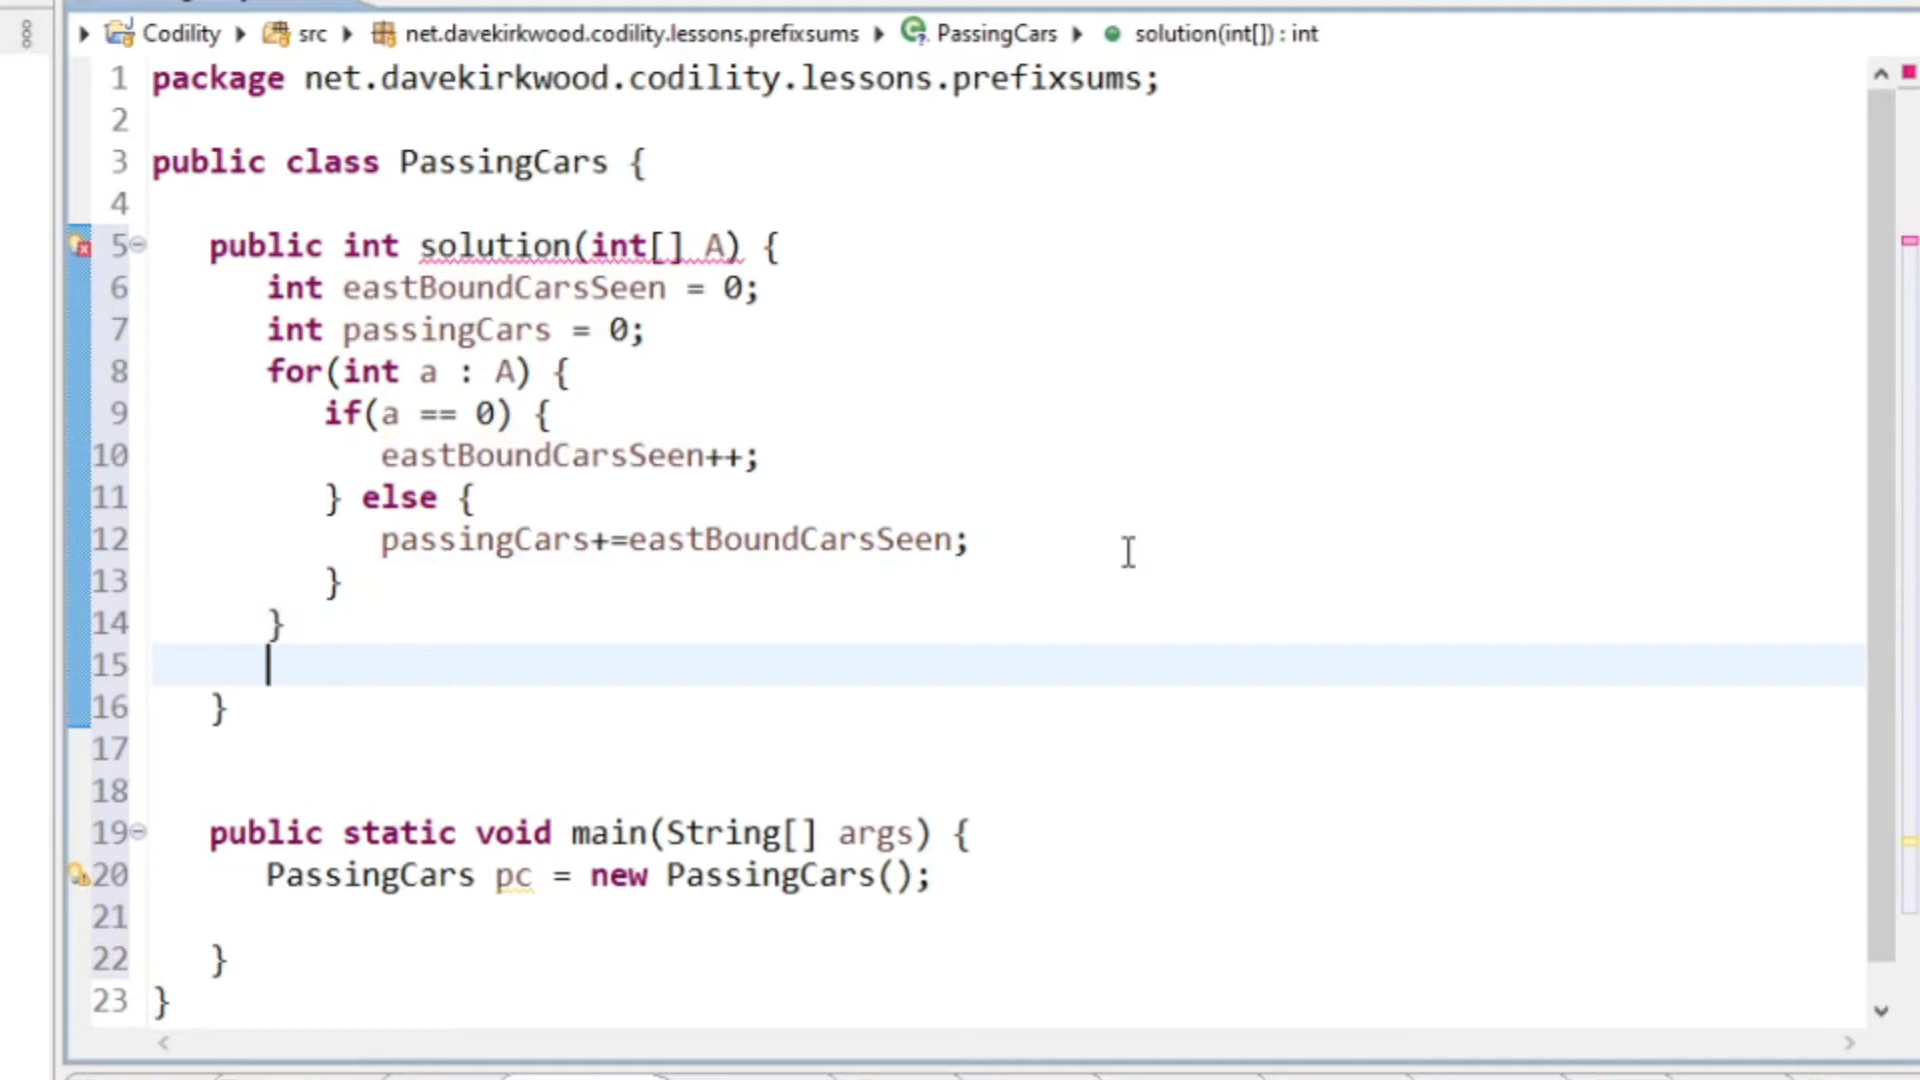 Codility src net.davekirkwood.codility.lessons.prefixsums PassingCars solution(int[]) : int
1 package net.davekirkwood.codility.lessons.prefixsums;
2
3 public class PassingCars {
4
5 public int solution(int[] A) {
6 int eastBoundCarsSeen = 0;
7 int passingCars = 0;
8 for(int a : A) {
9 if(a == 0) {
10 eastBoundCarsSeen++;
11 } else {
12 passingCars+=eastBoundCarsSeen;
13 }
14 }
15
16 }
17
18
19 public static void main(String[] args) {
20 PassingCars pc = new PassingCars();
21
22 }
23 }